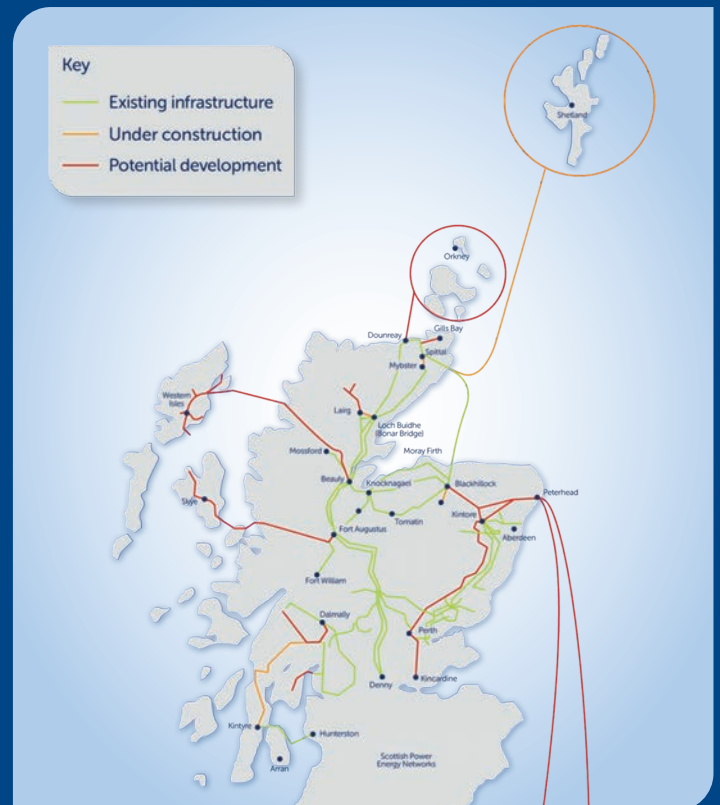 Key
Existing infrastructure
Under construction
Potential development
Shetland
Orkney
Gills Bay
Dounreay
Spittal
Mybster
Western
Isles
Lairg
Loch Buidhe
(Bonar Bridge)
Mossford
Moray Firth
Beauly
Knocknagael
Blackhillock
Peterhead
Skye
Tomatin
Kintore
Fort Augustus
Aberdeen
Fort William
Dalmally
Perth
Denny
Kincardine
Kintyre
Hunterston
Arran
Scottish Power
Energy Networks